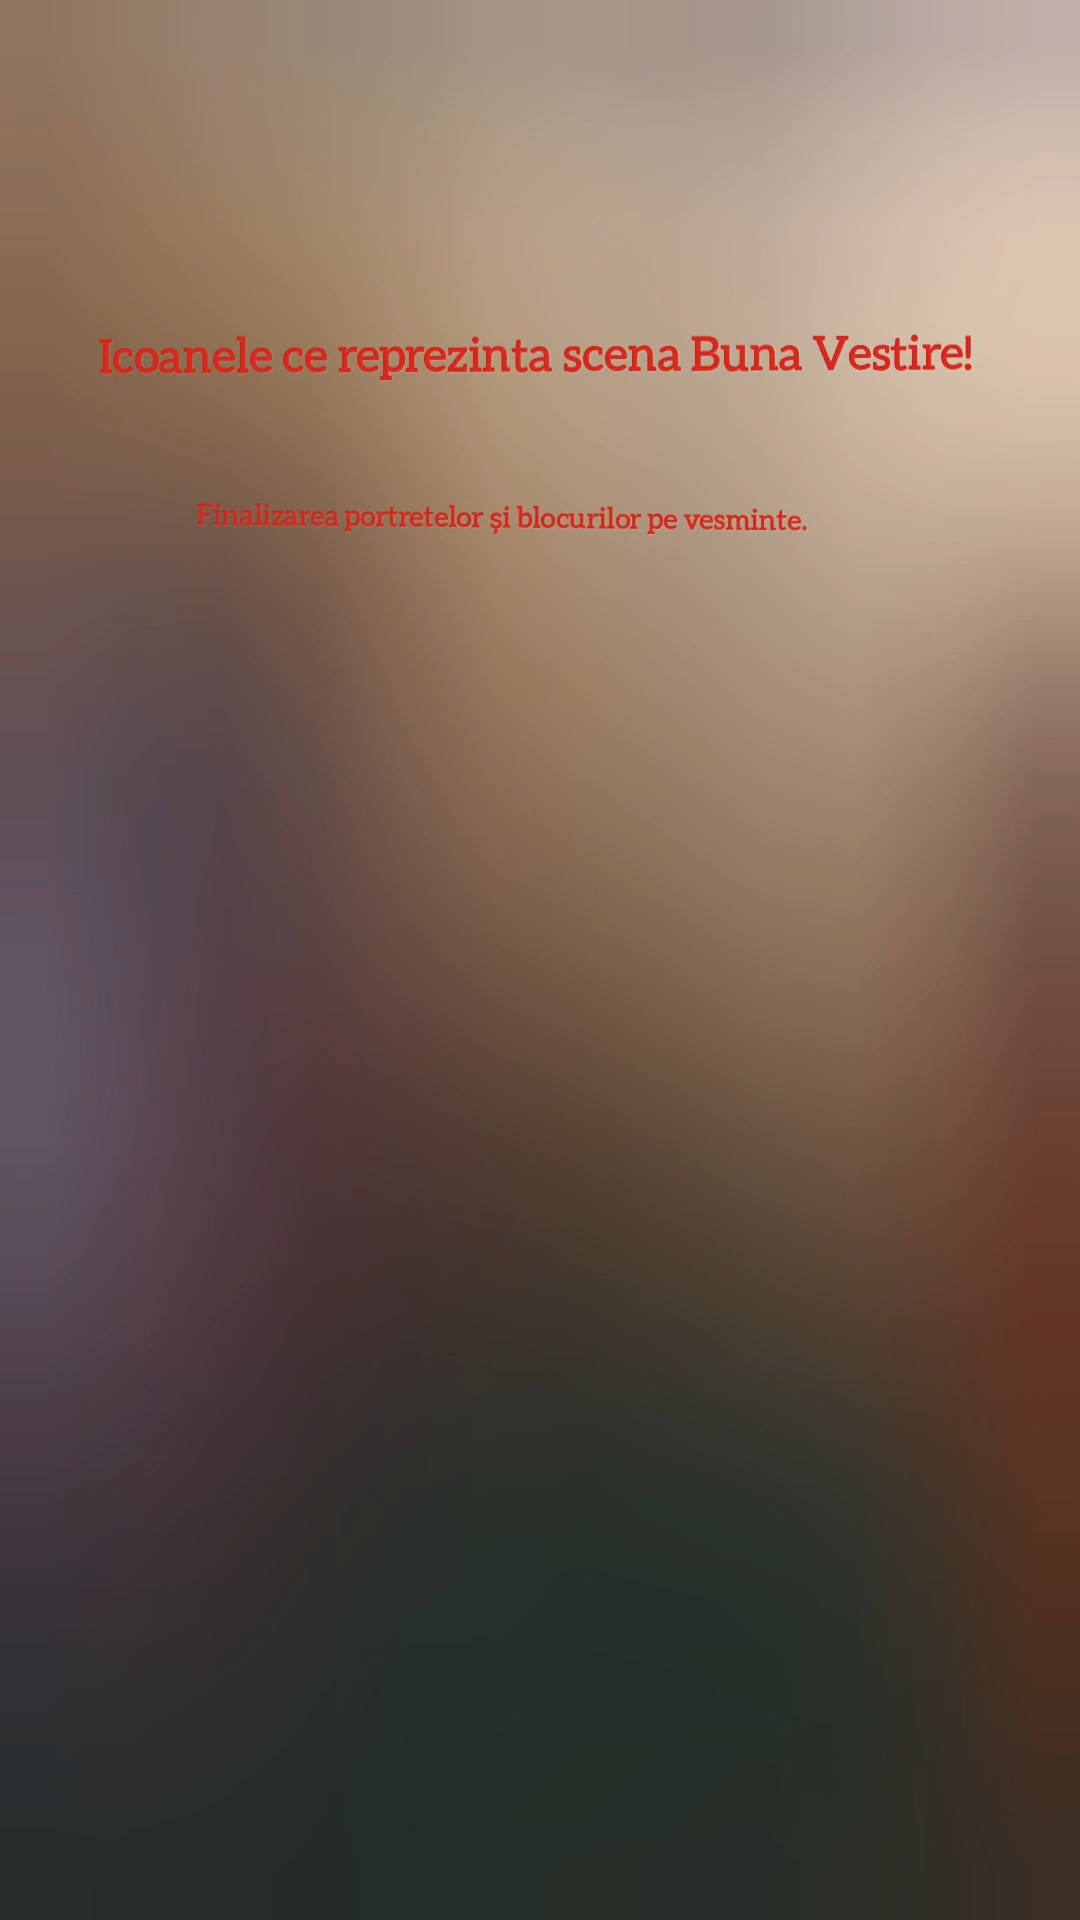 Icoanele ce reprezinta scena Buna Vestire!
Finalizarea portretelor și blocurilor pe vesminte.